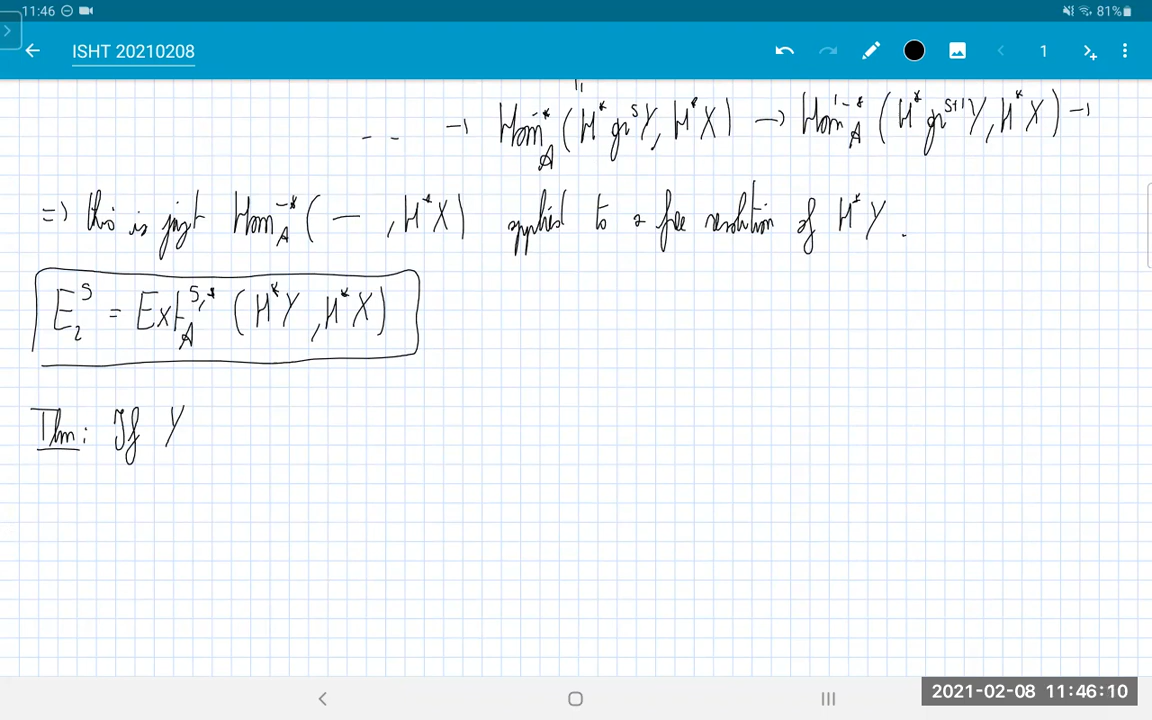 11:46
81%
ISHT 20210208
1
-- → Hom_A^{-*} (H^* gr^s Y, H^* X) → Hom_A^{1-*} (H^* gr^{s+1} Y, H^* X) →
=> this is just Hom_A^{-*} ( — , H^* X) applied to a free resolution of H^* Y.
E_2^s = Ext_A^{s,*} (H^* Y, H^* X)
Thm: If Y
2021-02-08 11:46:10